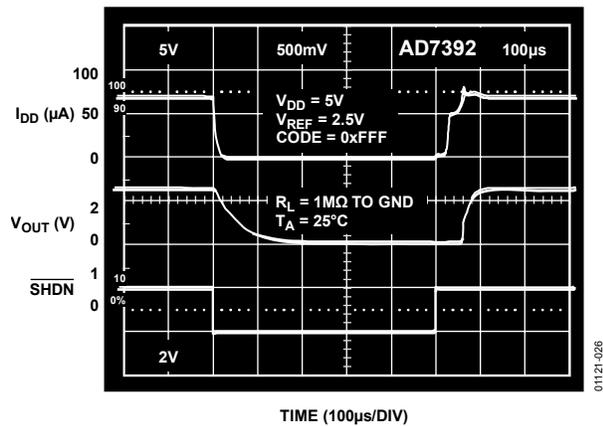 5V 500mV AD7392 100µs
100
I_DD (µA) 50
0
100
90
V_DD = 5V
V_REF = 2.5V
CODE = 0xFFF
R_L = 1MΩ TO GND
T_A = 25°C
V_OUT (V)
2
0
SHDN
1
0
10
0%
2V
TIME (100µs/DIV)
01121-026